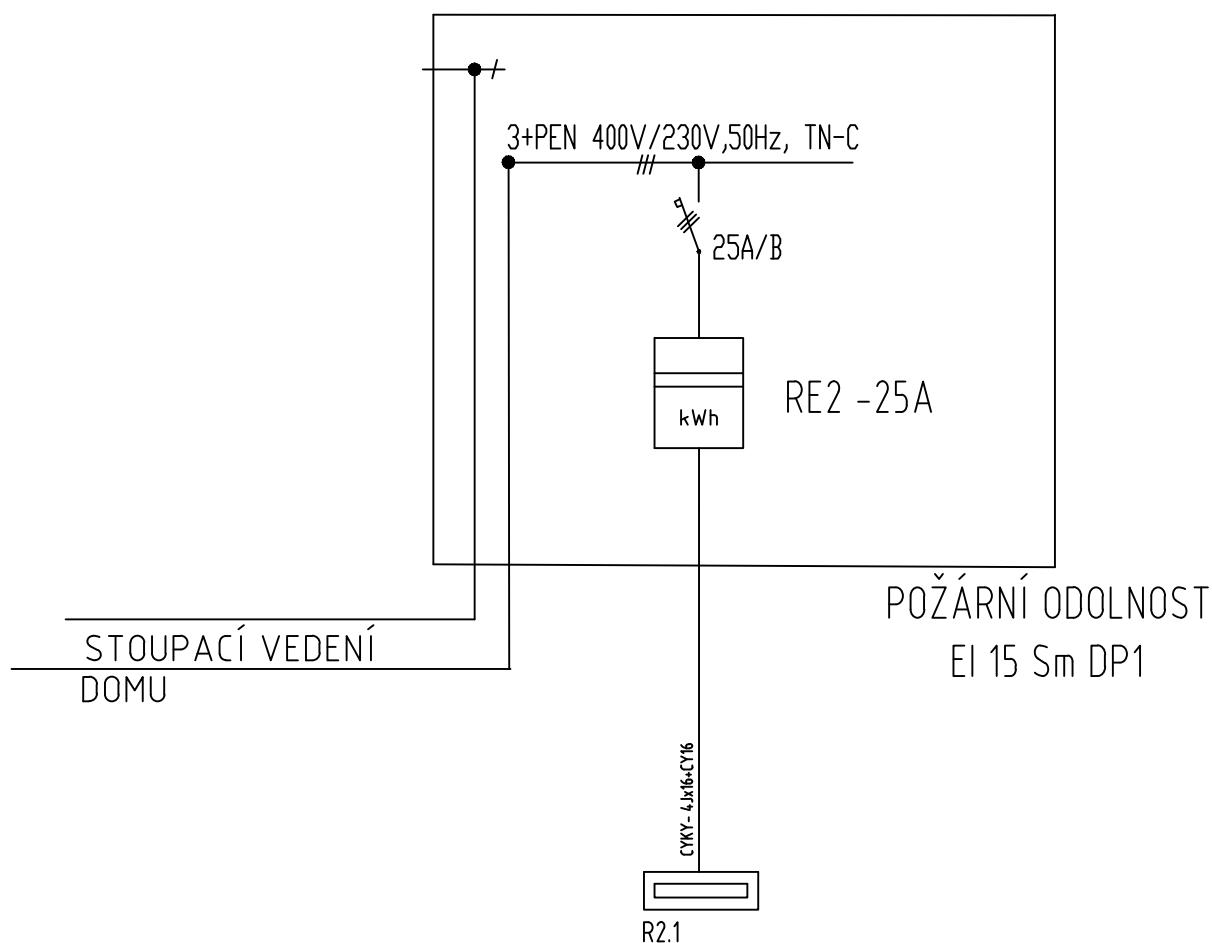 3+PEN 400V/230V,50Hz, TN-C
25A/B
kWh
RE2 -25A
POŽÁRNÍ ODOLNOST
EI 15 Sm DP1
STOUPACÍ VEDENÍ
DOMU
CYKY- 4Jx16+CY16
R2.1